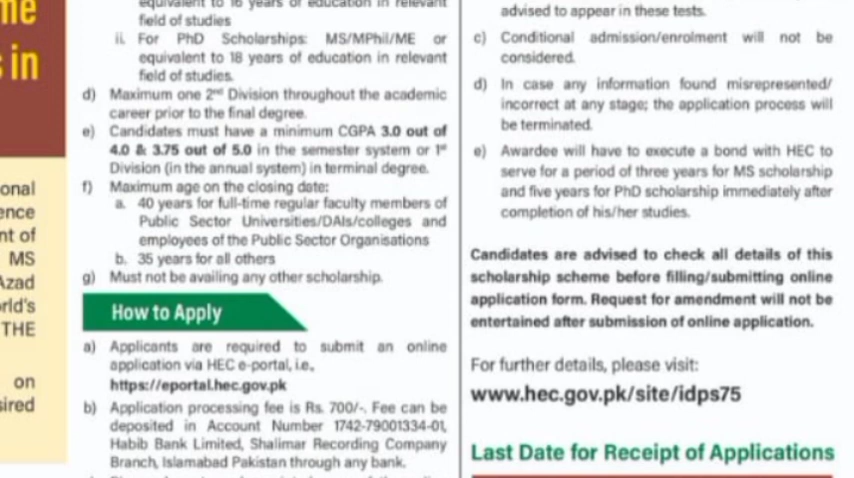 me
s in
onal
ence
nt of
MS
Azad
rld's
THE
on
sired
equivalent to 16 years of education in relevant
field of studies
ii. For PhD Scholarships: MS/MPhil/ME or
equivalent to 18 years of education in relevant
field of studies.
d) Maximum one 2nd Division throughout the academic
career prior to the final degree.
e) Candidates must have a minimum CGPA 3.0 out of
4.0 & 3.75 out of 5.0 in the semester system or 1st
Division (in the annual system) in terminal degree.
f) Maximum age on the closing date:
a. 40 years for full-time regular faculty members of
Public Sector Universities/DAIs/colleges and
employees of the Public Sector Organisations
b. 35 years for all others
g) Must not be availing any other scholarship.
How to Apply
a) Applicants are required to submit an online
application via HEC e-portal, i.e.,
https://eportal.hec.gov.pk
b) Application processing fee is Rs. 700/-. Fee can be
deposited in Account Number 1742-79001334-01,
Habib Bank Limited, Shalimar Recording Company
Branch, Islamabad Pakistan through any bank.
advised to appear in these tests.
c) Conditional admission/enrolment will not be
considered.
d) In case any information found misrepresented/
incorrect at any stage; the application process will
be terminated.
e) Awardee will have to execute a bond with HEC to
serve for a period of three years for MS scholarship
and five years for PhD scholarship immediately after
completion of his/her studies.
Candidates are advised to check all details of this
scholarship scheme before filling/submitting online
application form. Request for amendment will not be
entertained after submission of online application.
For further details, please visit:
www.hec.gov.pk/site/idps75
Last Date for Receipt of Applications